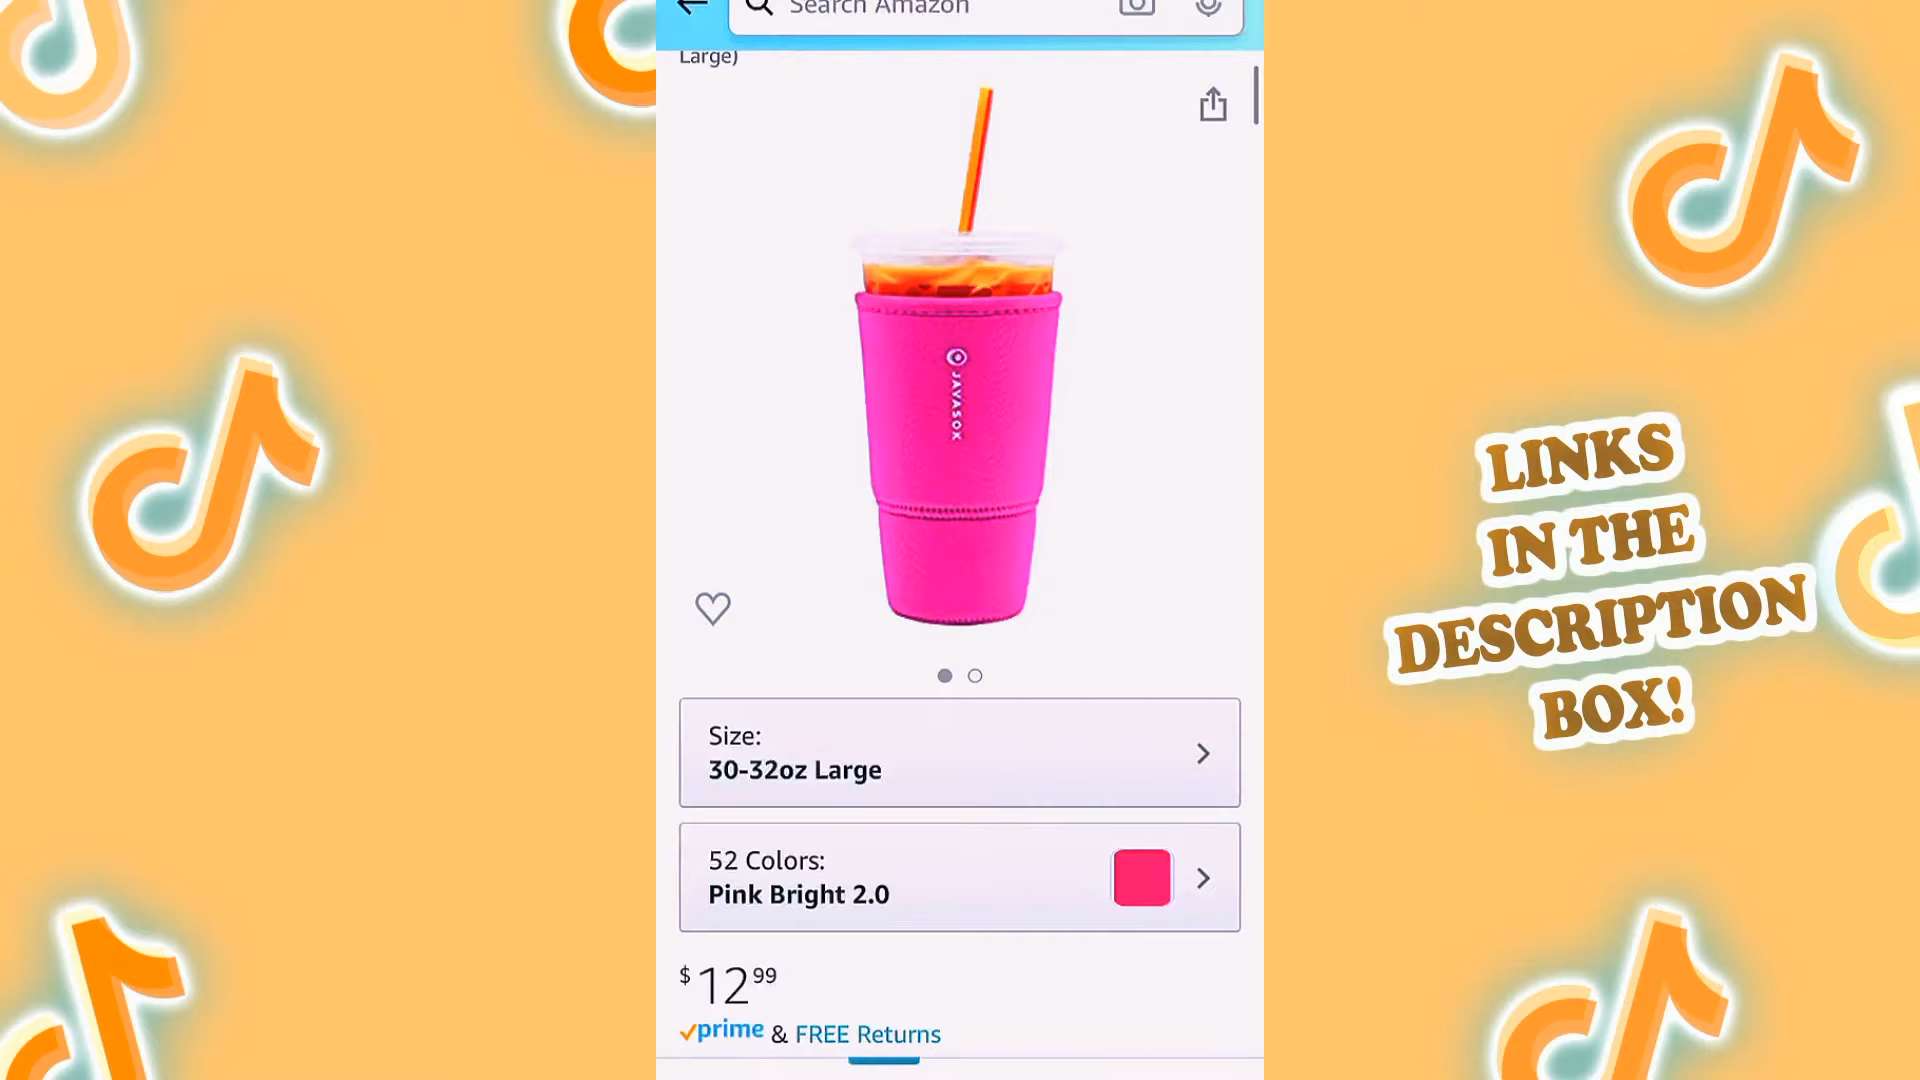 Search Amazon
Large)
JAVASOK
Size:
30-32oz Large
52 Colors:
Pink Bright 2.0
$12.99
prime & FREE Returns
LINKS
IN THE
DESCRIPTION
BOX!